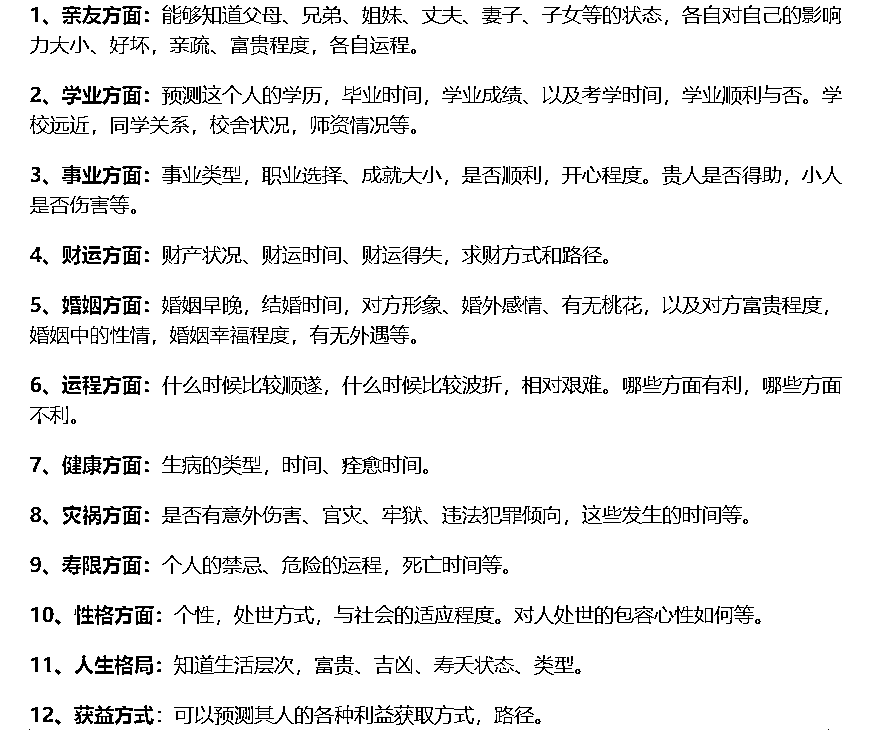 1、亲友方面：能够知道父母、兄弟、姐妹、丈夫、妻子、子女等的状态，各自对自己的影响
力大小、好坏，亲疏、富贵程度，各自运程。
2、学业方面：预测这个人的学历，毕业时间，学业成绩、以及考学时间，学业顺利与否。学
校远近，同学关系，校舍状况，师资情况等。
3、事业方面：事业类型，职业选择、成就大小，是否顺利，开心程度。贵人是否得助，小人
是否伤害等。
4、财运方面：财产状况、财运时间、财运得失，求财方式和路径。
5、婚姻方面：婚姻早晚，结婚时间，对方形象、婚外感情、有无桃花，以及对方富贵程度，
婚姻中的性情，婚姻幸福程度，有无外遇等。
6、运程方面：什么时候比较顺遂，什么时候比较波折，相对艰难。哪些方面有利，哪些方面
不利。
7、健康方面：生病的类型，时间、痊愈时间。
8、灾祸方面：是否有意外伤害、官灾、牢狱、违法犯罪倾向，这些发生的时间等。
9、寿限方面：个人的禁忌、危险的运程，死亡时间等。
10、性格方面：个性，处世方式，与社会的适应程度。对人处世的包容心性如何等。
11、人生格局：知道生活层次，富贵、吉凶、寿夭状态、类型。
12、获益方式：可以预测其人的各种利益获取方式，路径。